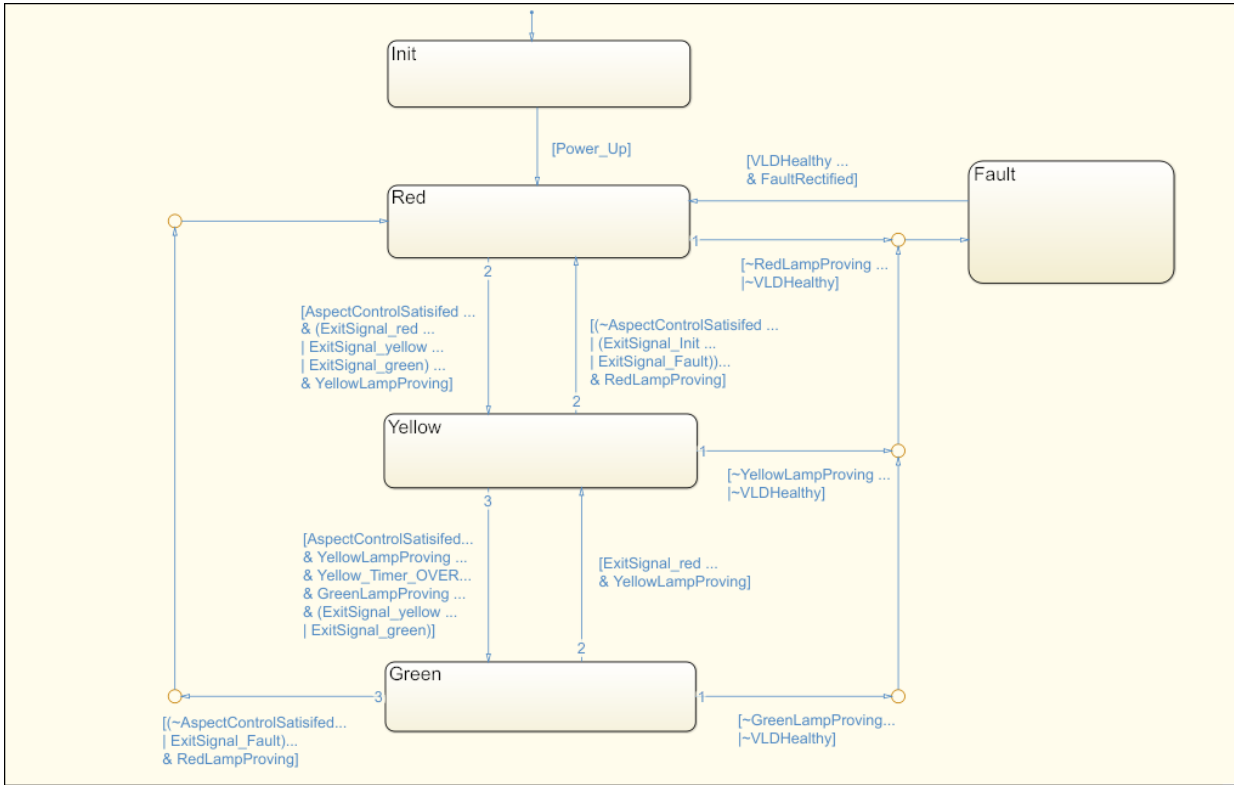 Init
[Power_Up]
[VLDHealthy ...
& FaultRectified]
Fault
Red
1
[~RedLampProving ...
|~VLDHealthy]
2
[AspectControlSatisifed ...
& (ExitSignal_red ...
| ExitSignal_yellow ...
| ExitSignal_green) ...
& YellowLampProving]
[(~AspectControlSatisifed ...
| (ExitSignal_Init ...
| ExitSignal_Fault))...
& RedLampProving]
2
Yellow
1
[~YellowLampProving ...
|~VLDHealthy]
3
[AspectControlSatisifed...
& YellowLampProving ...
& Yellow_Timer_OVER...
& GreenLampProving ...
& (ExitSignal_yellow ...
| ExitSignal_green)]
[ExitSignal_red ...
& YellowLampProving]
2
Green
3
1
[(~AspectControlSatisifed...
| ExitSignal_Fault)...
& RedLampProving]
[~GreenLampProving...
|~VLDHealthy]